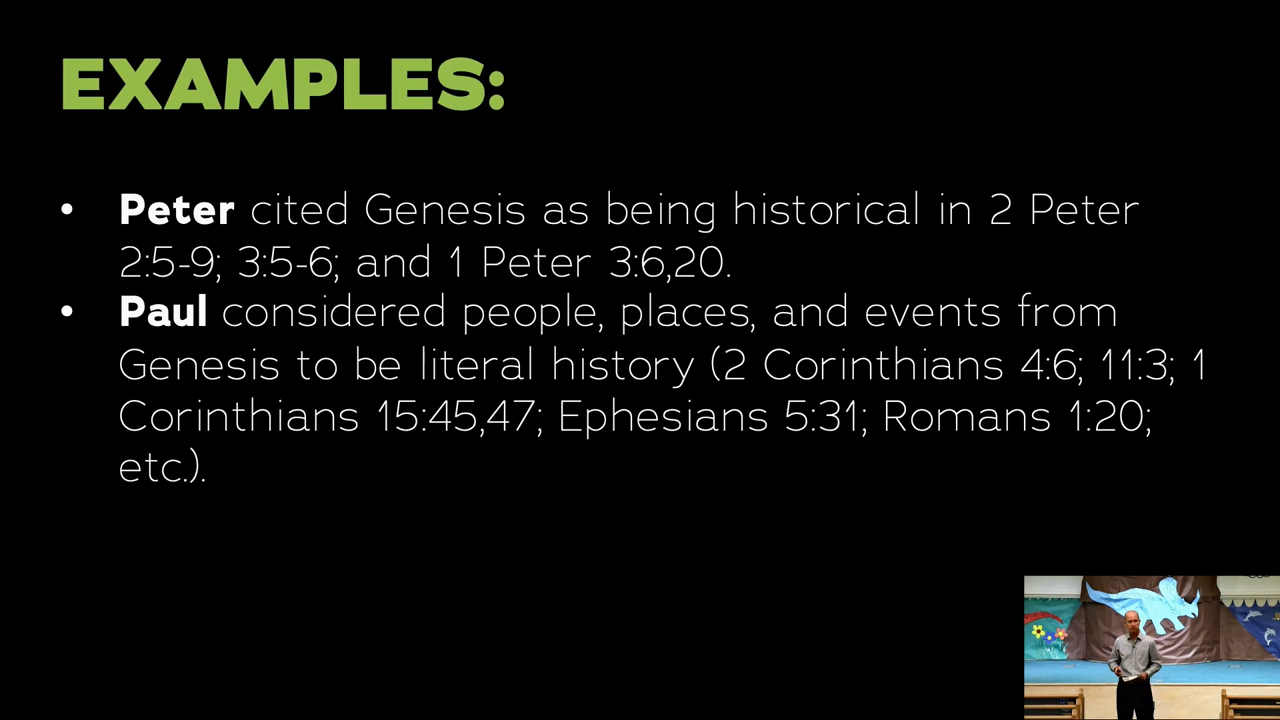 EXAMPLES:
• Peter cited Genesis as being historical in 2 Peter
2:5-9; 3:5-6; and 1 Peter 3:6,20.
• Paul considered people, places, and events from
Genesis to be literal history (2 Corinthians 4:6; 11:3; 1
Corinthians 15:45,47; Ephesians 5:31; Romans 1:20;
etc.).